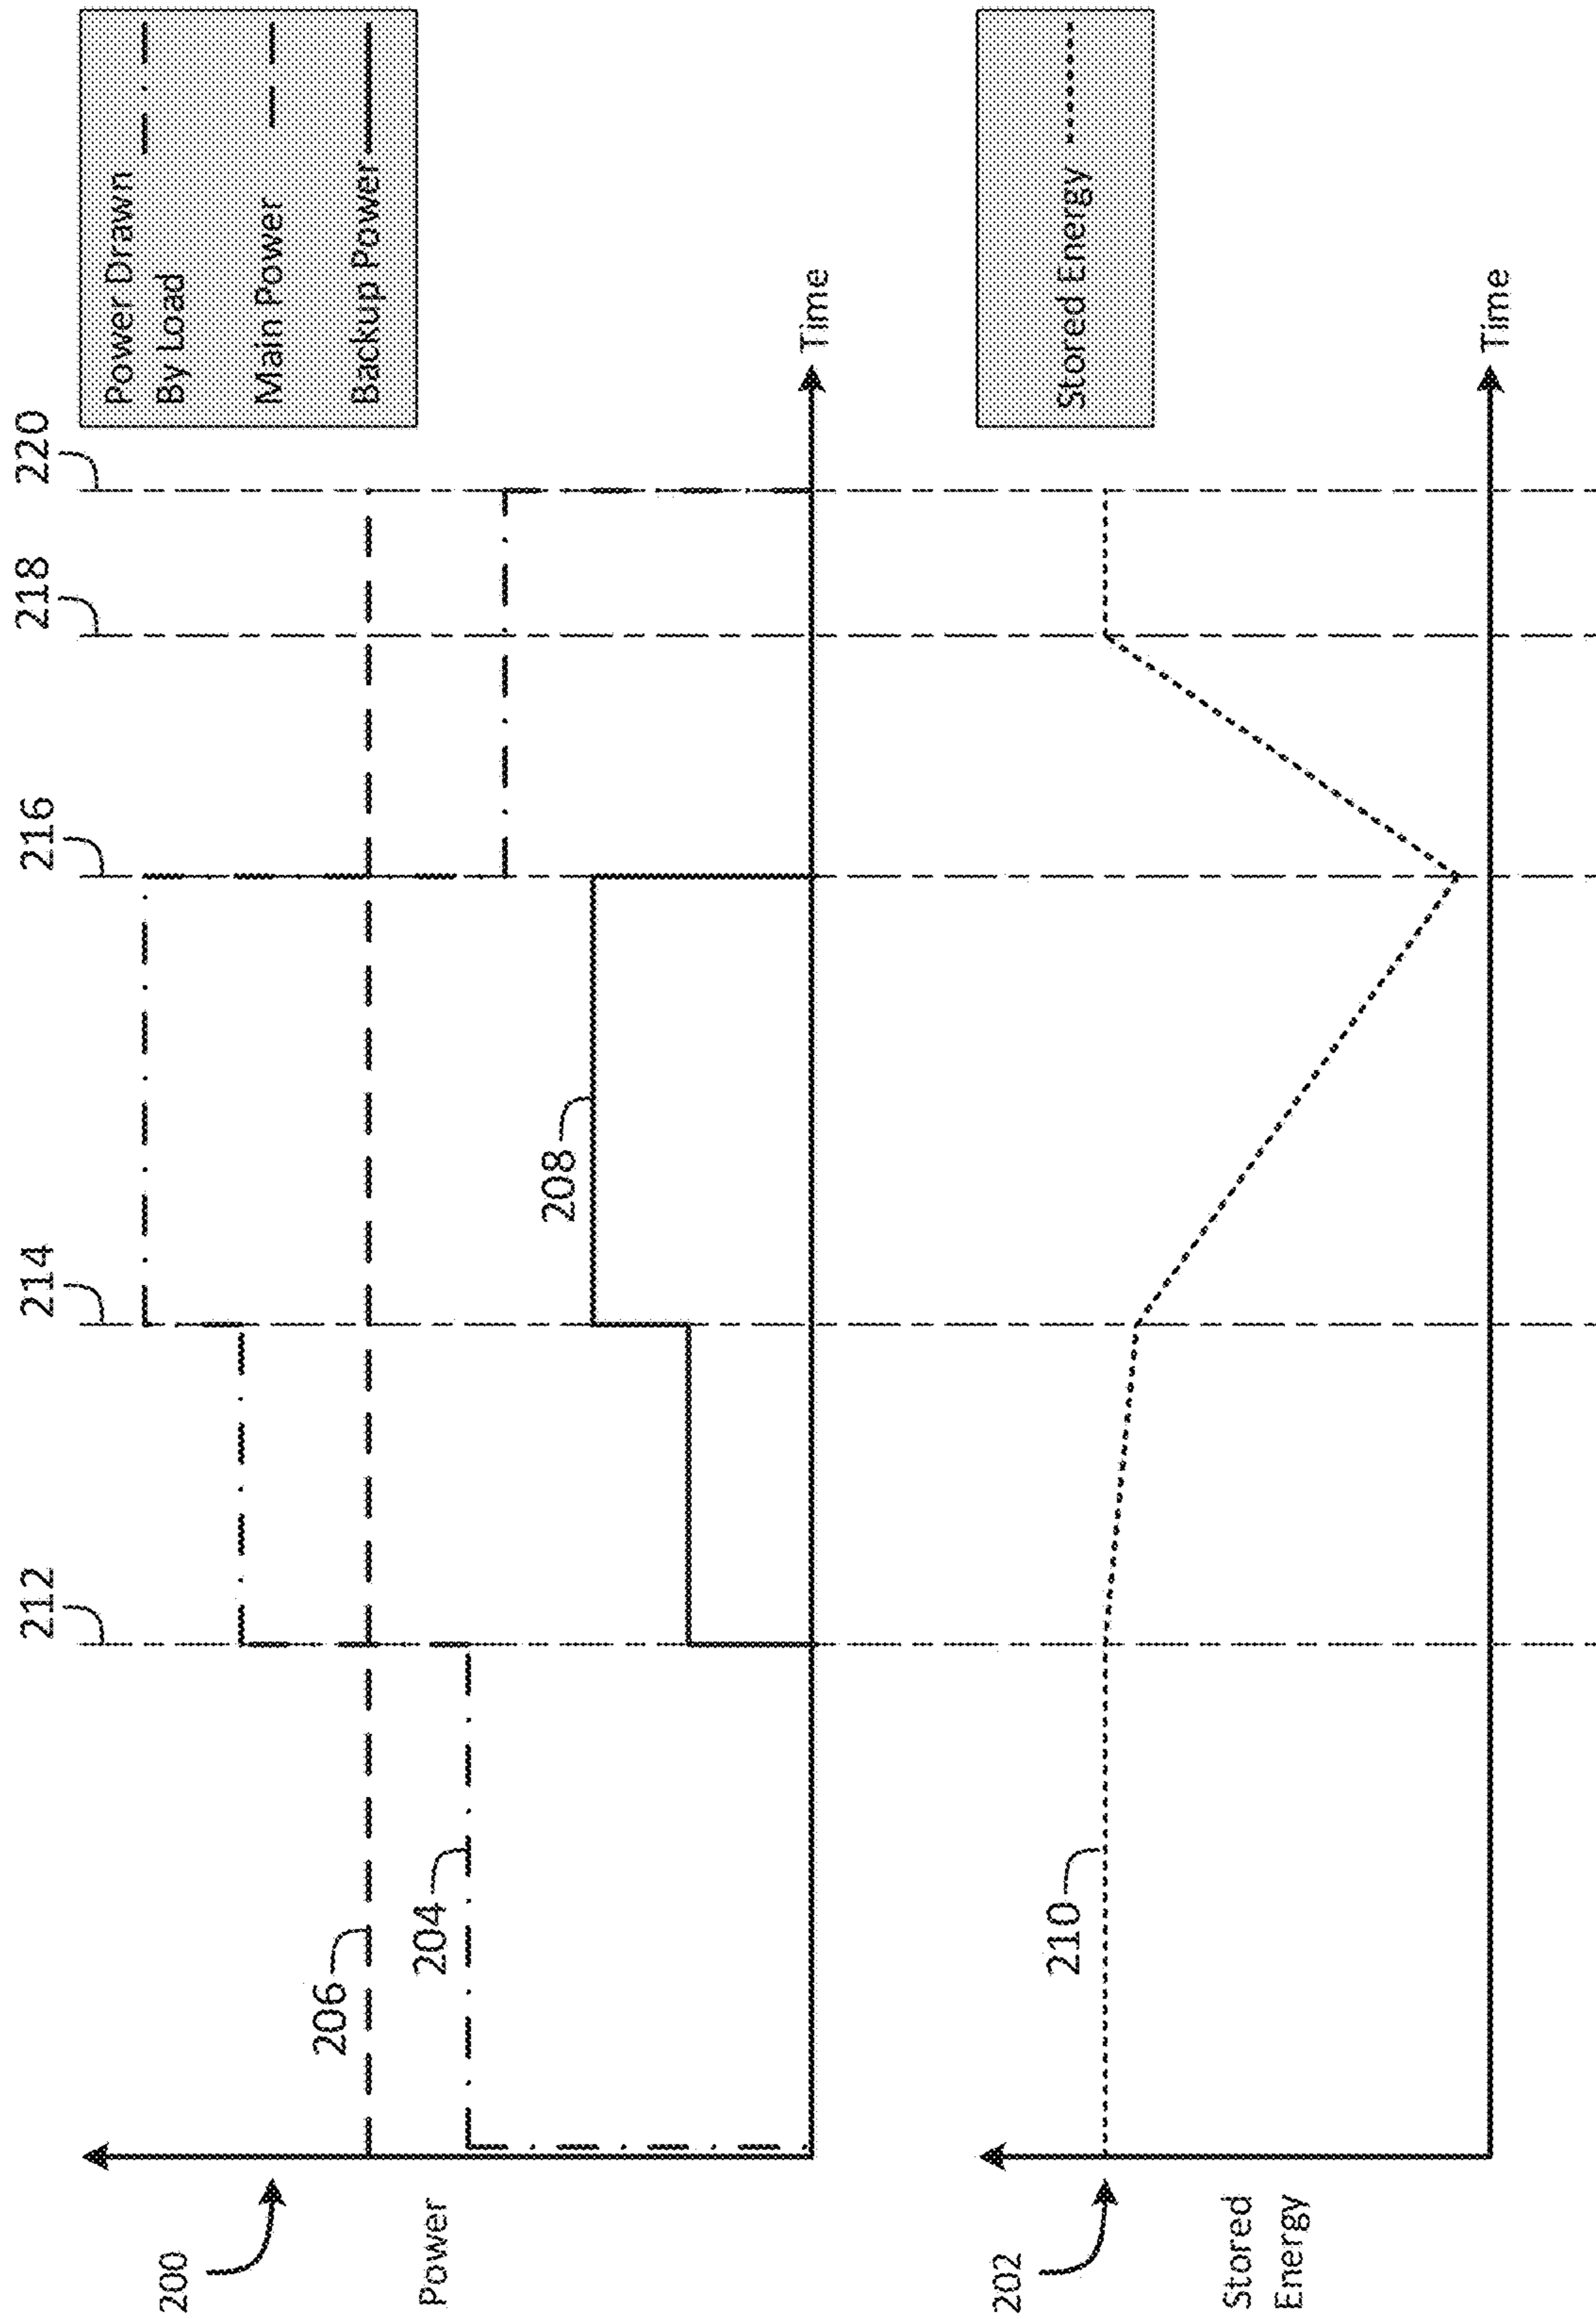 200
Power
206
204
212
214
208
216
218
220
Power Drawn
By Load
Main Power
Backup Power
Time
202
Stored
Energy
210
Stored Energy
Time